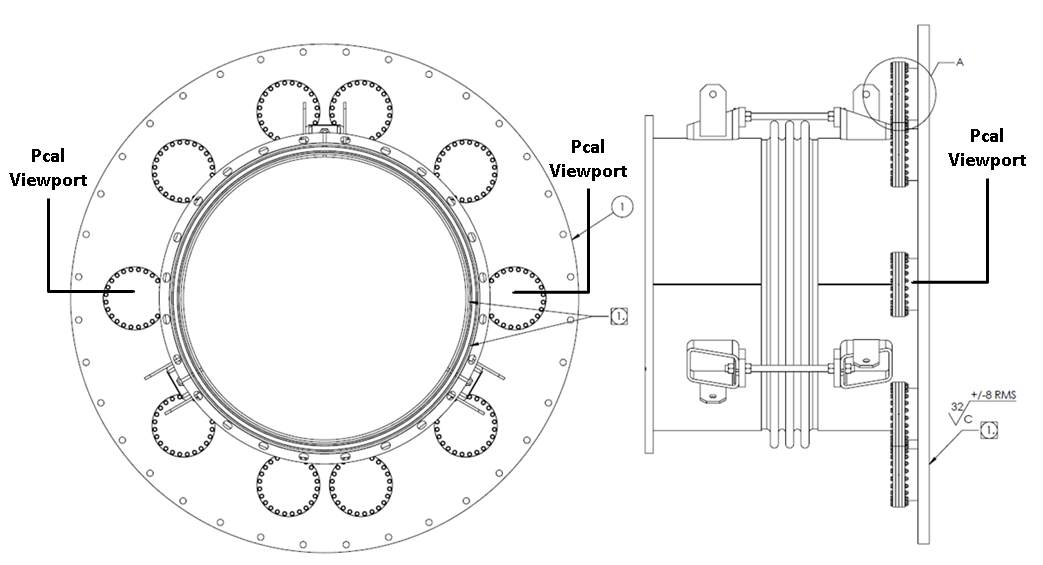 A
Pcal
Viewport
Pcal
Viewport
Pcal
Viewport
1
1.
+/-8 RMS
32
C
1.